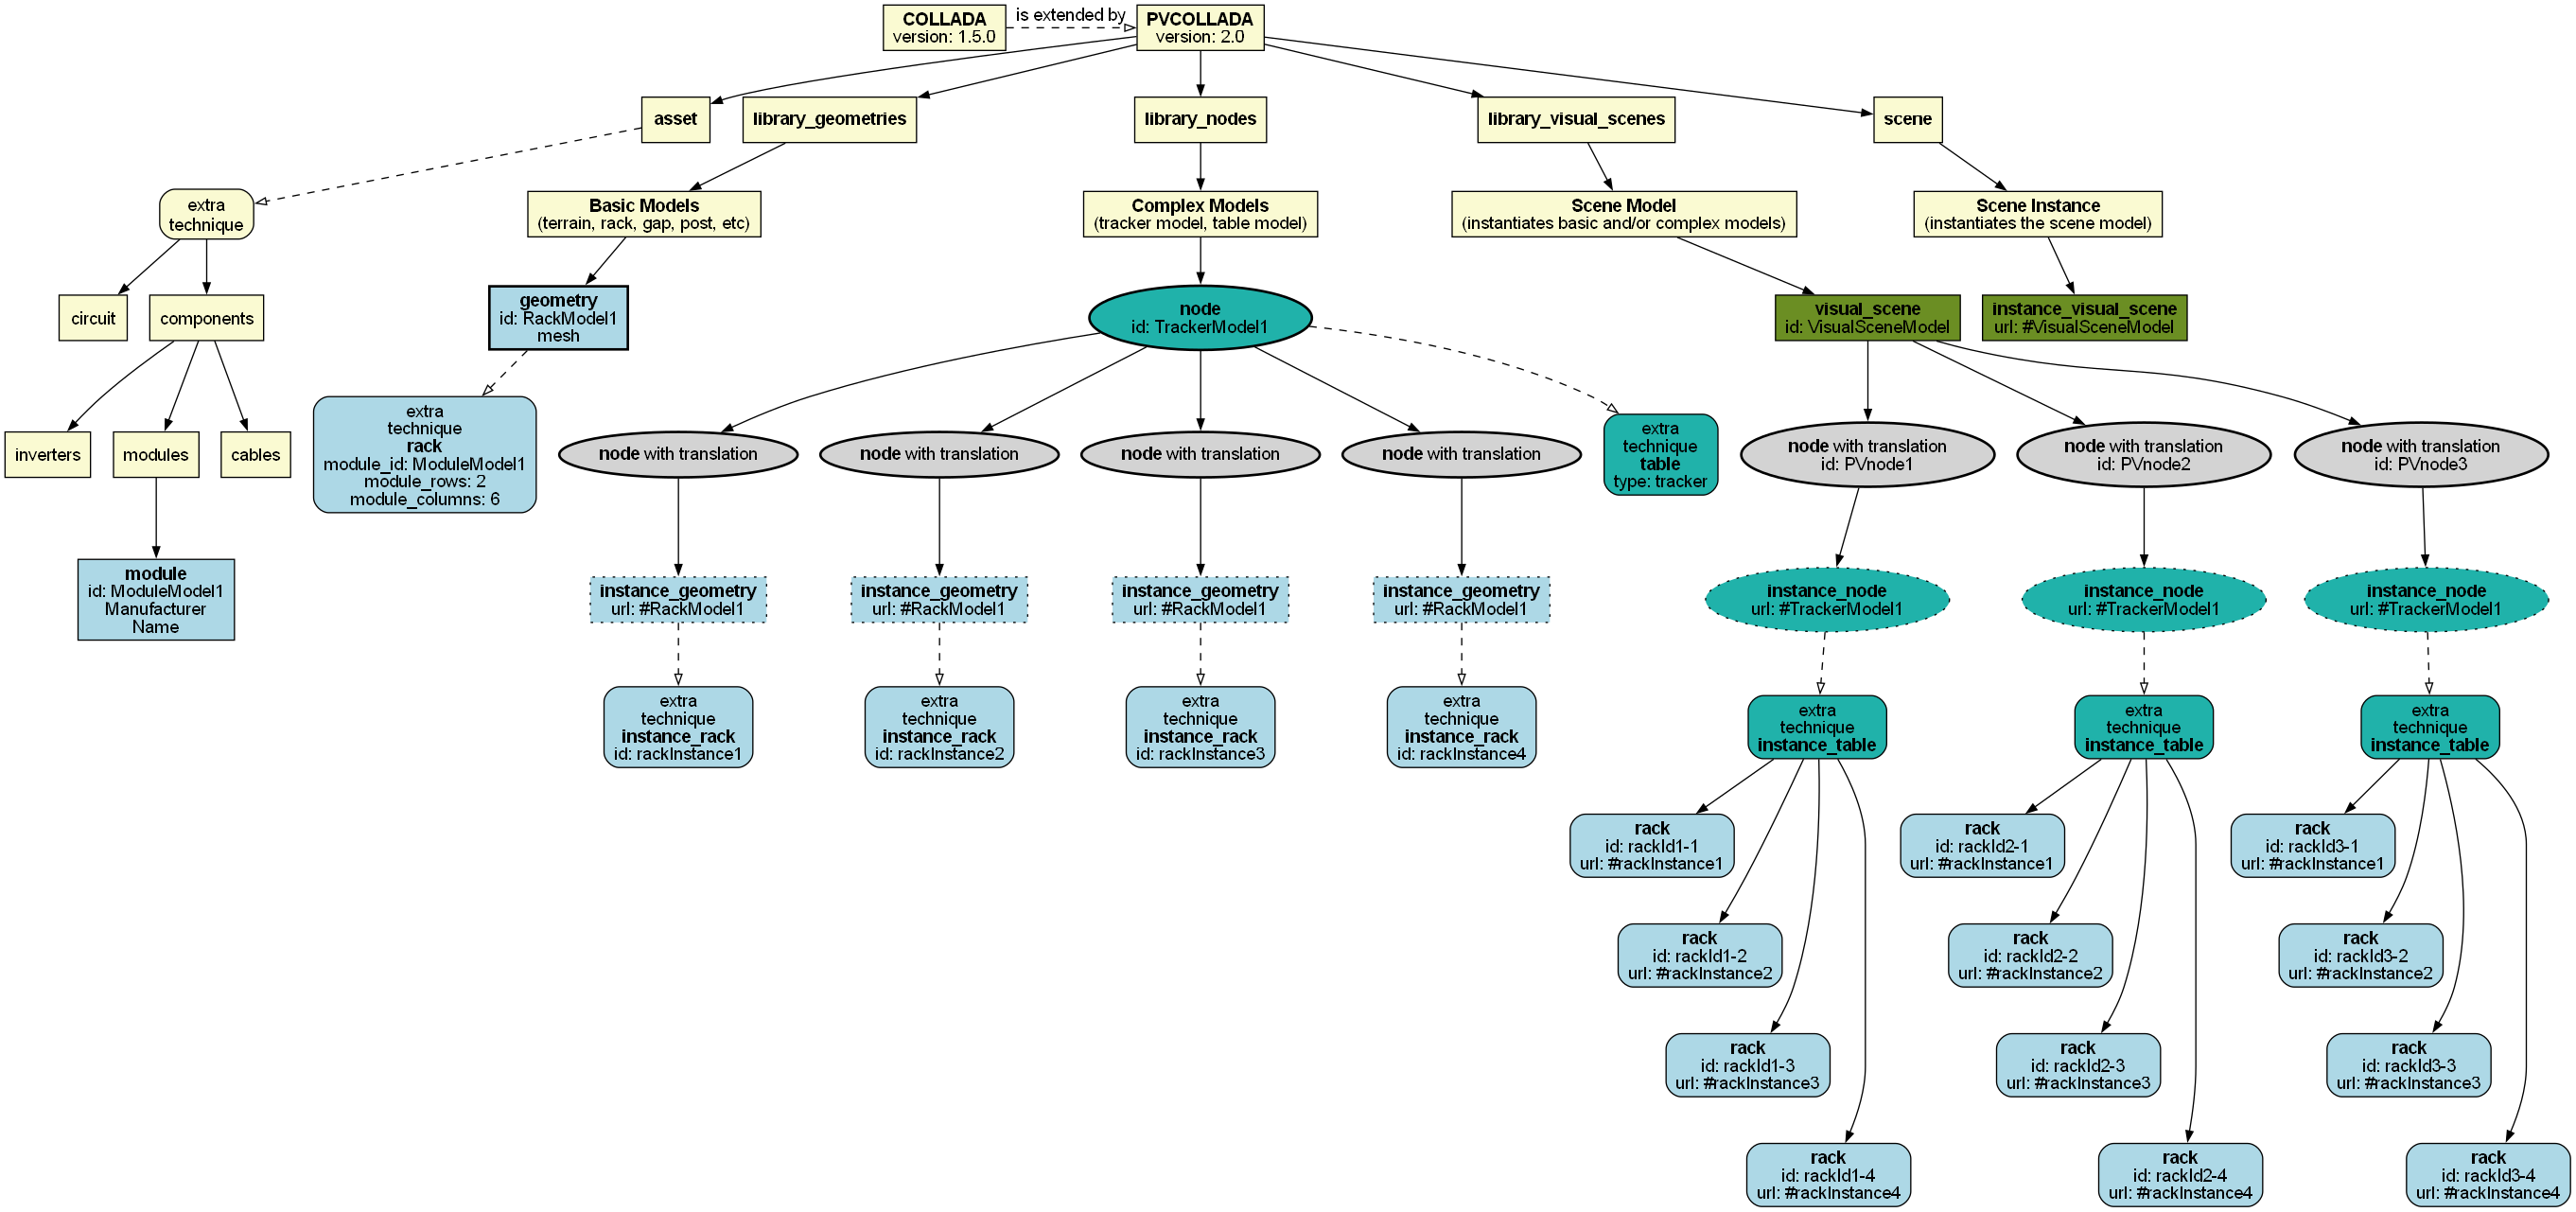 COLLADA
version: 1.5.0
is extended by
PVCOLLADA
version: 2.0
asset
library_geometries
library_nodes
library_visual_scenes
scene
extra
technique
Basic Models
(terrain, rack, gap, post, etc)
Complex Models
(tracker model, table model)
Scene Model
(instantiates basic and/or complex models)
Scene Instance
(instantiates the scene model)
circuit
components
geometry
id: RackModel1
mesh
node
id: TrackerModel1
visual_scene
id: VisualSceneModel
instance_visual_scene
url: #VisualSceneModel
inverters
modules
cables
extra
technique
rack
module_id: ModuleModel1
module_rows: 2
module_columns: 6
node with translation
node with translation
node with translation
node with translation
extra
technique
table
type: tracker
node with translation
id: PVnode1
node with translation
id: PVnode2
node with translation
id: PVnode3
module
id: ModuleModel1
Manufacturer
Name
instance_geometry
url: #RackModel1
instance_geometry
url: #RackModel1
instance_geometry
url: #RackModel1
instance_geometry
url: #RackModel1
instance_node
url: #TrackerModel1
instance_node
url: #TrackerModel1
instance_node
url: #TrackerModel1
extra
technique
instance_rack
id: rackInstance1
extra
technique
instance_rack
id: rackInstance2
extra
technique
instance_rack
id: rackInstance3
extra
technique
instance_rack
id: rackInstance4
extra
technique
instance_table
extra
technique
instance_table
extra
technique
instance_table
rack
id: rackId1-1
url: #rackInstance1
rack
id: rackId2-1
url: #rackInstance1
rack
id: rackId3-1
url: #rackInstance1
rack
id: rackId1-2
url: #rackInstance2
rack
id: rackId2-2
url: #rackInstance2
rack
id: rackId3-2
url: #rackInstance2
rack
id: rackId1-3
url: #rackInstance3
rack
id: rackId2-3
url: #rackInstance3
rack
id: rackId3-3
url: #rackInstance3
rack
id: rackId1-4
url: #rackInstance4
rack
id: rackId2-4
url: #rackInstance4
rack
id: rackId3-4
url: #rackInstance4